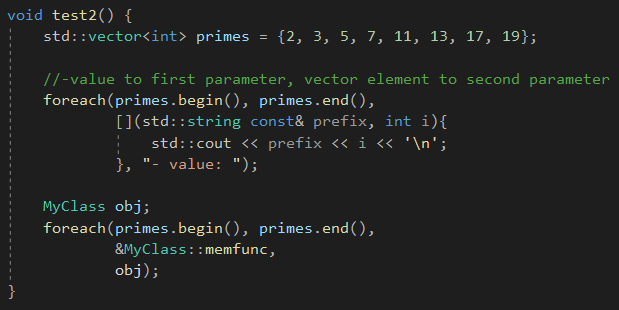 void test2() {
    std::vector<int> primes = {2, 3, 5, 7, 11, 13, 17, 19};
    //-value to first parameter, vector element to second parameter
    foreach(primes.begin(), primes.end(),
            [](std::string const& prefix, int i){
                std::cout << prefix << i << '\n';
            }, "- value: ");
    MyClass obj;
    foreach(primes.begin(), primes.end(),
            &MyClass::memfunc,
            obj);
}